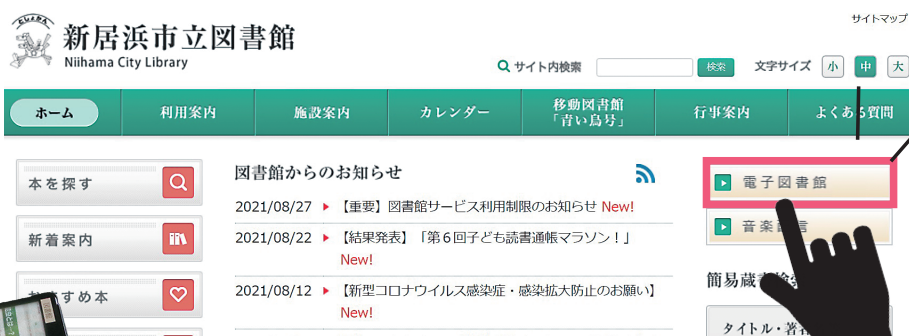 サイトマップ
としょかん
新居浜市立図書館
Niihama City Library
サイト内検索
検索
文字サイズ 小 中 大
ホーム
利用案内
施設案内
カレンダー
移動図書館
「青い鳥号」
行事案内
よくある質問
本を探す
新着案内
すめ本
図書館からのお知らせ
2021/08/27 【重要】図書館サービス利用制限のお知らせ New!
2021/08/22 【結果発表】「第６回子ども読書通帳マラソン！」
New!
2021/08/12 【新型コロナウイルス感染症・感染拡大防止のお願い】
New!
電子図書館
音楽
簡易蔵書検
タイトル・著